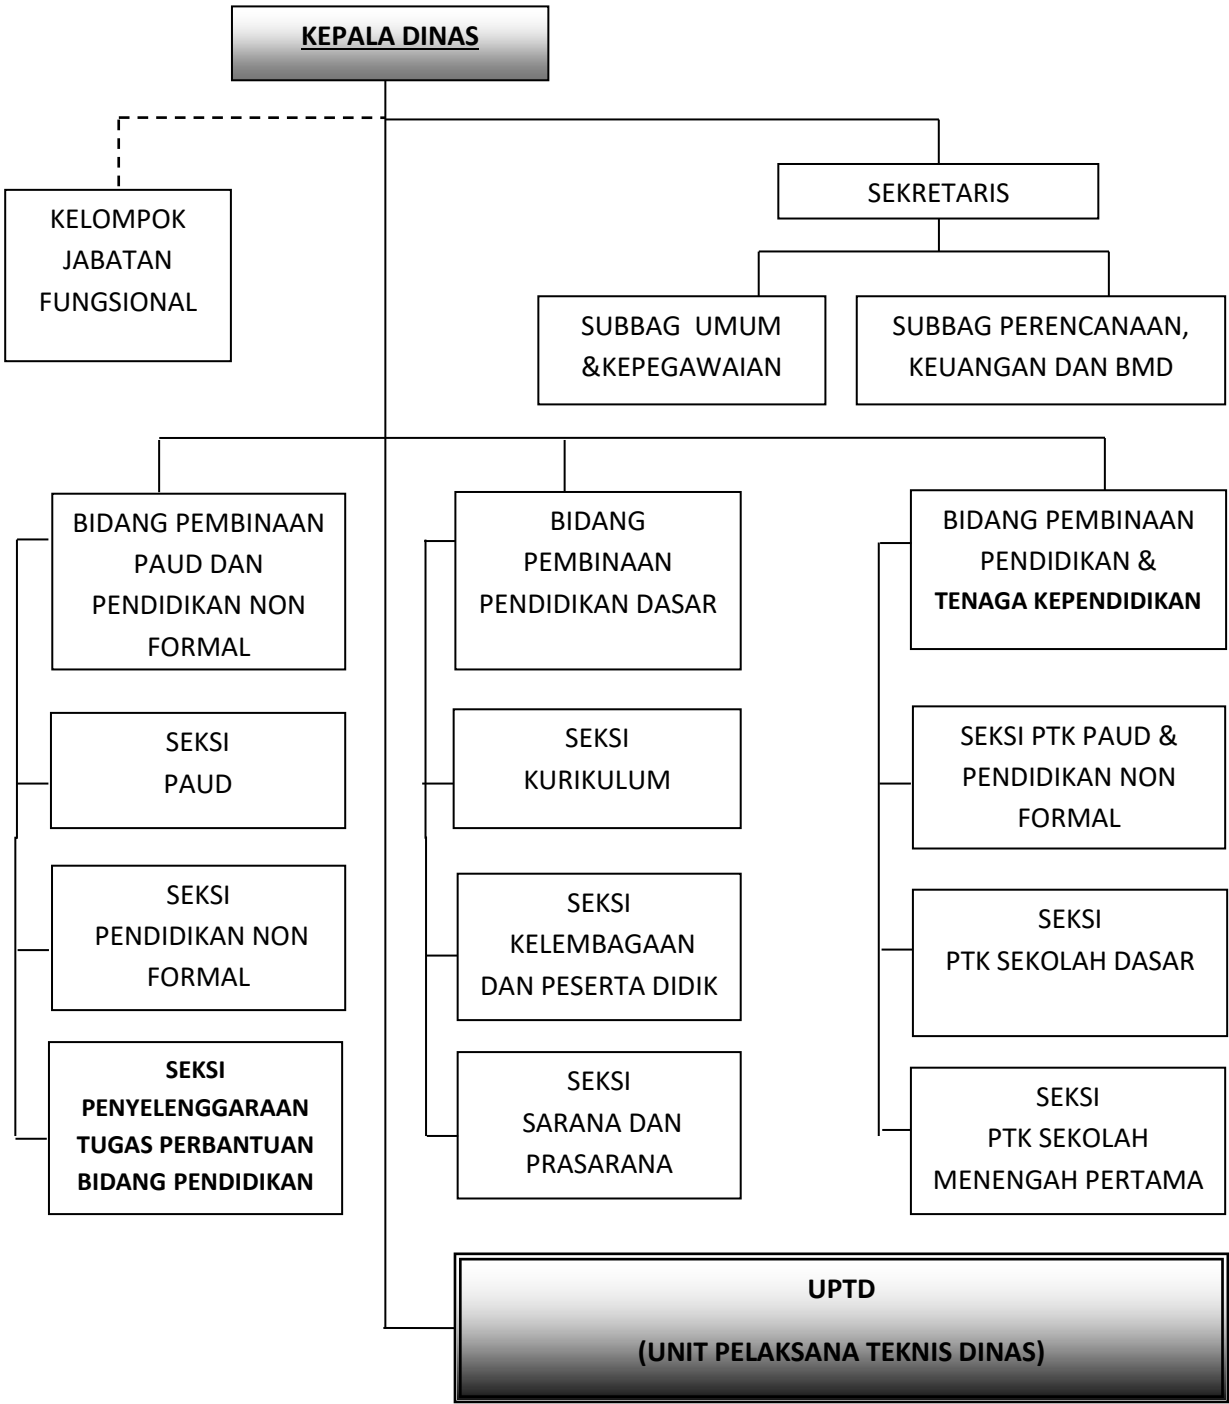 KEPALA DINAS
KELOMPOK
JABATAN
FUNGSIONAL
SEKRETARIS
SUBBAG UMUM
&KEPEGAWAIAN
SUBBAG PERENCANAAN,
KEUANGAN DAN BMD
BIDANG PEMBINAAN
PAUD DAN
PENDIDIKAN NON
FORMAL
BIDANG
PEMBINAAN
PENDIDIKAN DASAR
BIDANG PEMBINAAN
PENDIDIKAN &
TENAGA KEPENDIDIKAN
SEKSI
PAUD
SEKSI
KURIKULUM
SEKSI PTK PAUD &
PENDIDIKAN NON
FORMAL
SEKSI
PENDIDIKAN NON
FORMAL
SEKSI
KELEMBAGAAN
DAN PESERTA DIDIK
SEKSI
PTK SEKOLAH DASAR
SEKSI
PENYELENGGARAAN
TUGAS PERBANTUAN
BIDANG PENDIDIKAN
SEKSI
SARANA DAN
PRASARANA
SEKSI
PTK SEKOLAH
MENENGAH PERTAMA
UPTD
(UNIT PELAKSANA TEKNIS DINAS)